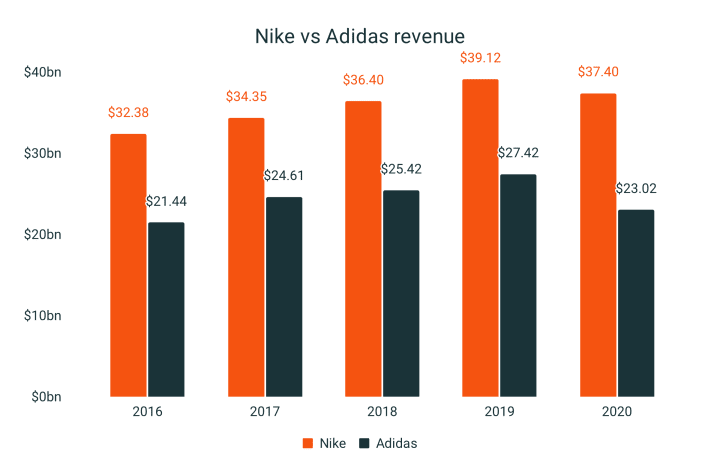 Nike vs Adidas revenue
$40bn
$30bn
$20bn
$10bn
$0bn
$32.38
$21.44
$34.35
$24.61
$36.40
$25.42
$39.12
$27.42
$37.40
$23.02
2016 2017 2018 2019 2020
Nike Adidas